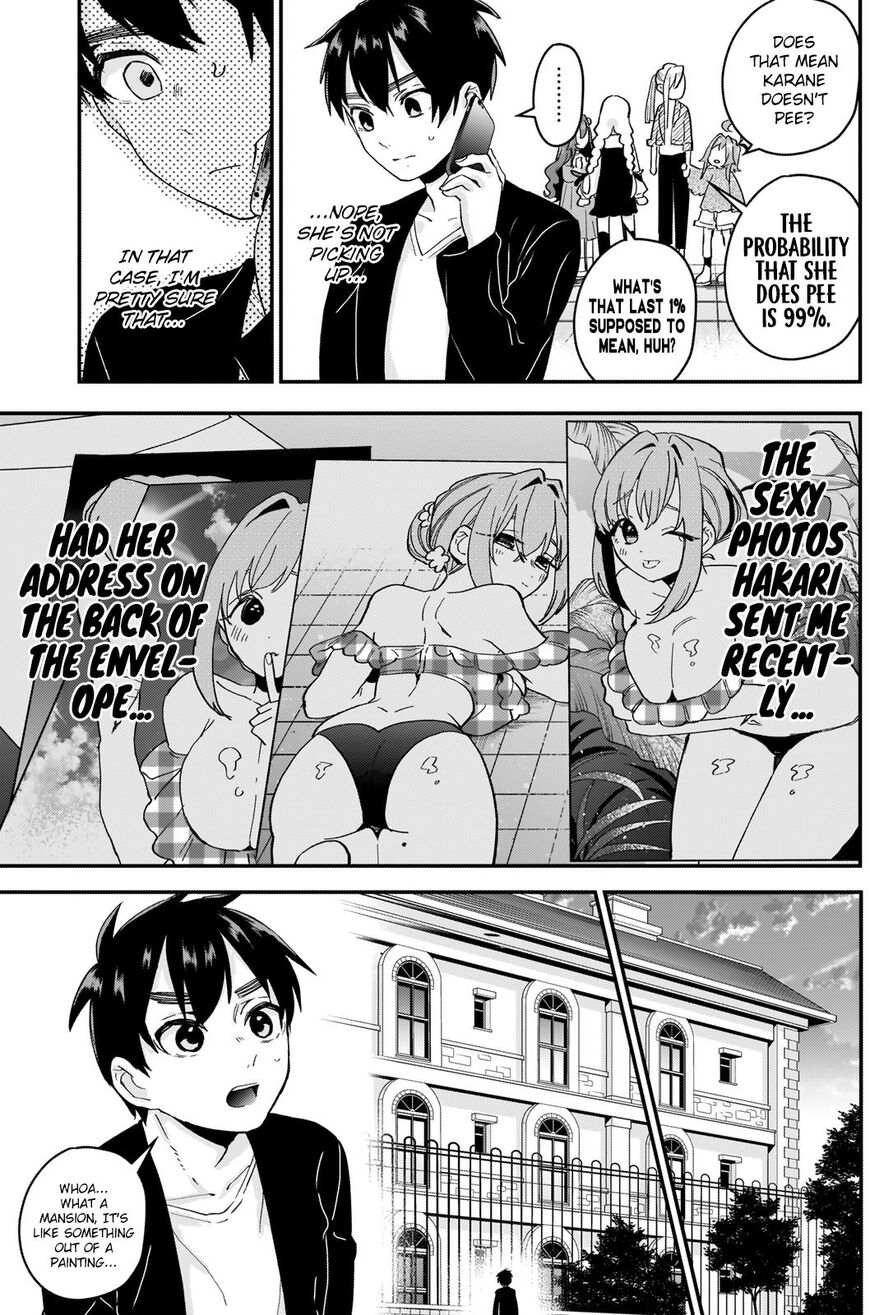 DOES
THAT MEAN
KARANE
DOESN'T
PEE?
THE
PROBABILITY
THAT SHE
DOES PEE
IS 99%.
WHAT'S
THAT LAST 1%
SUPPOSED TO
MEAN, HUH?
.........
...NOPE,
SHE'S NOT
PICKING
UP...
IN THAT
CASE, I'M
PRETTY SURE
THAT...
THE
SEXY
PHOTOS
HAKARI
SENT ME
RECENT-
LY...
HAD HER
ADDRESS ON
THE BACK OF
THE ENVEL-
OPE...
WHOA...
WHAT A
MANSION, IT'S
LIKE SOMETHING
OUT OF A
PAINTING...